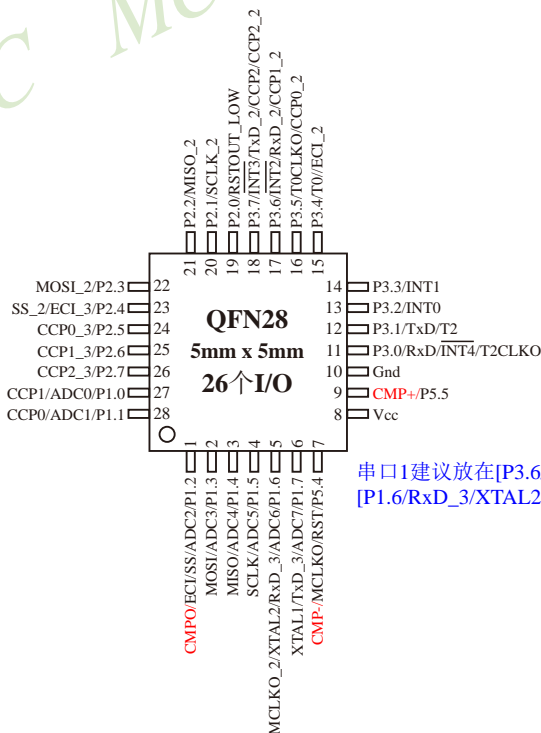 C MC
P2.2/MISO_2
P2.1/SCLK_2
P2.0/RSTOUT_LOW
P3.7/INT3/TxD_2/CCP2/CCP2_2
P3.6/INT2/RxD_2/CCP1_2
P3.5/T0CLKO/CCP0_2
P3.4/T0//ECI_2
21
20
19
18
17
16
15
MOSI_2/P2.3 22
SS_2/ECI_3/P2.4 23
CCP0_3/P2.5 24
CCP1_3/P2.6 25
CCP2_3/P2.7 26
CCP1/ADC0/P1.0 27
CCP0/ADC1/P1.1 28
QFN28
5mm x 5mm
26个I/O
14 P3.3/INT1
13 P3.2/INT0
12 P3.1/TxD/T2
11 P3.0/RxD/INT4/T2CLKO
10 Gnd
9 CMP+/P5.5
8 Vcc
1
2
3
4
5
6
7
CMPO/ECI/SS/ADC2/P1.2
MOSI/ADC3/P1.3
MISO/ADC4/P1.4
SCLK/ADC5/P1.5
MCLKO_2/XTAL2/RxD_3/ADC6/P1.6
XTAL1/TxD_3/ADC7/P1.7
CMP-/MCLKO/RST/P5.4
串口1建议放在[P3.6
[P1.6/RxD_3/XTAL2